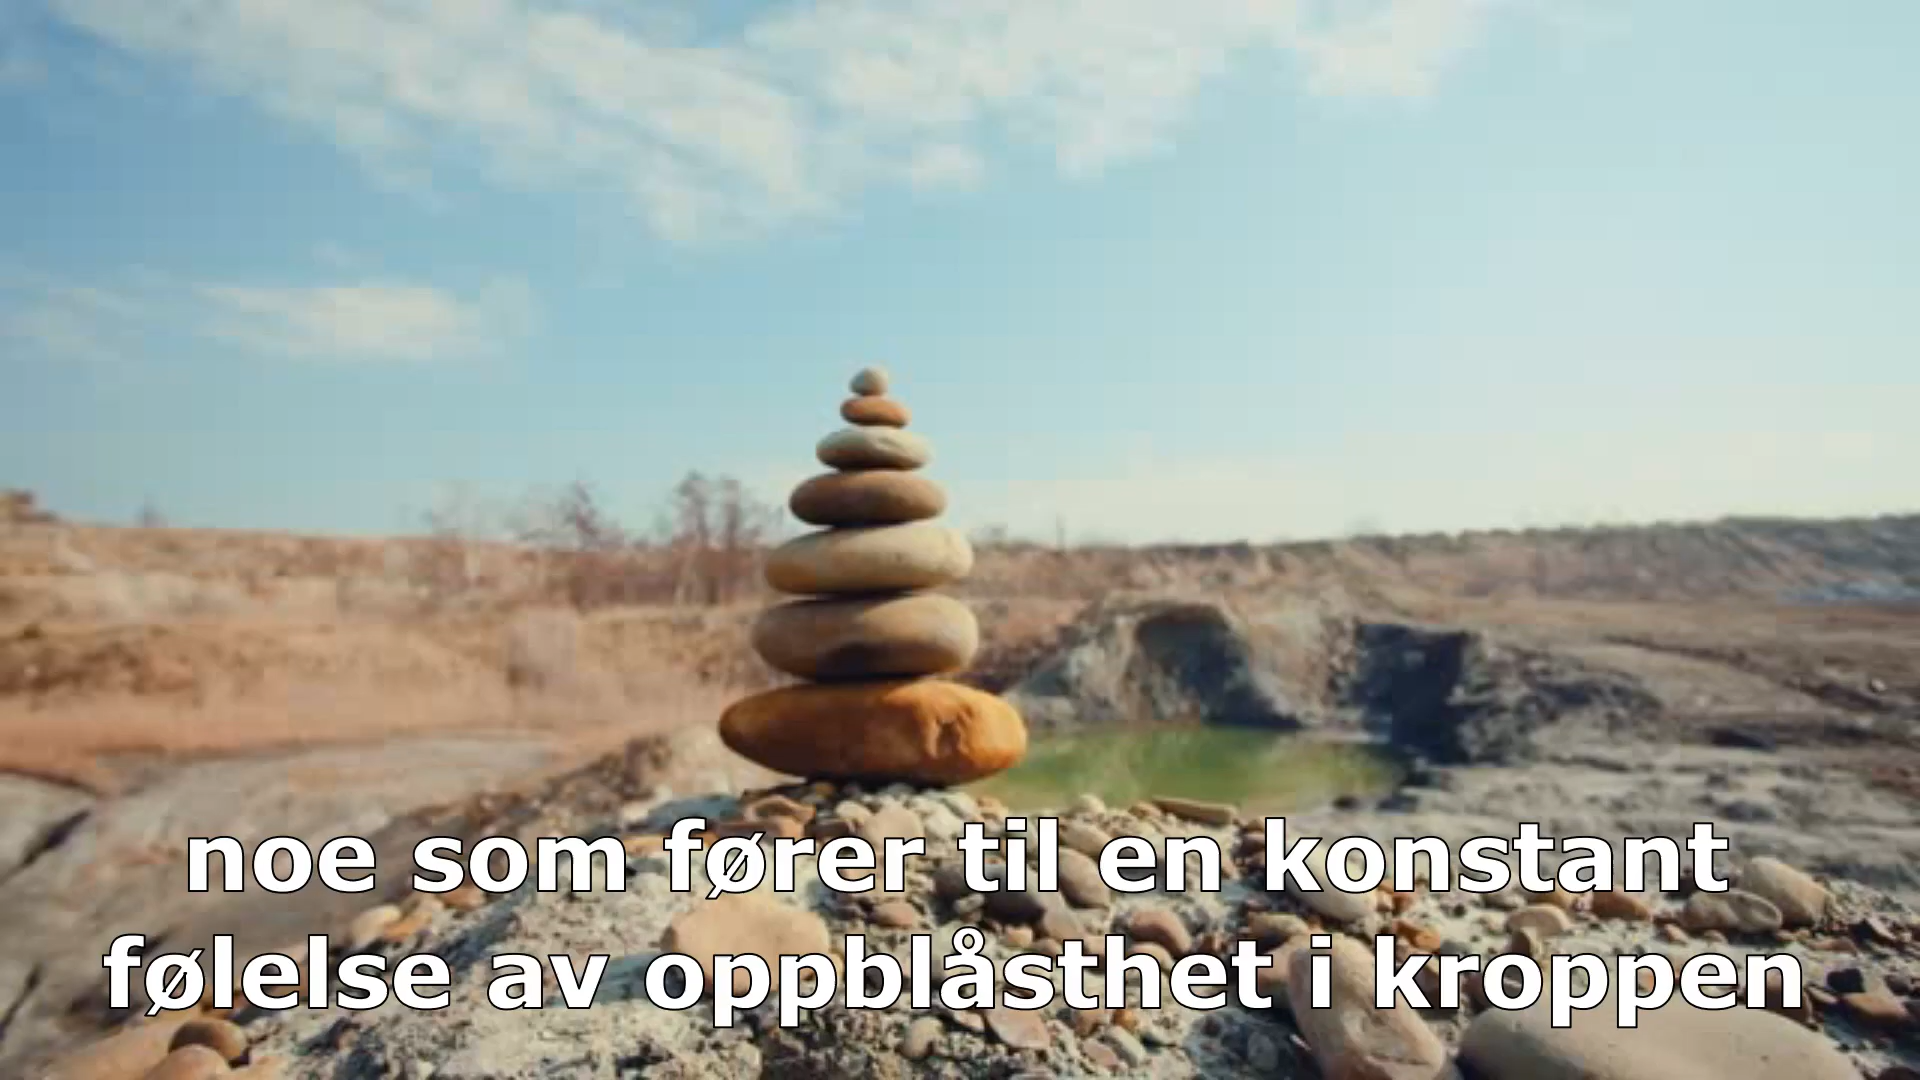 noe som fører til en konstant
følelse av oppblåsthet i kroppen